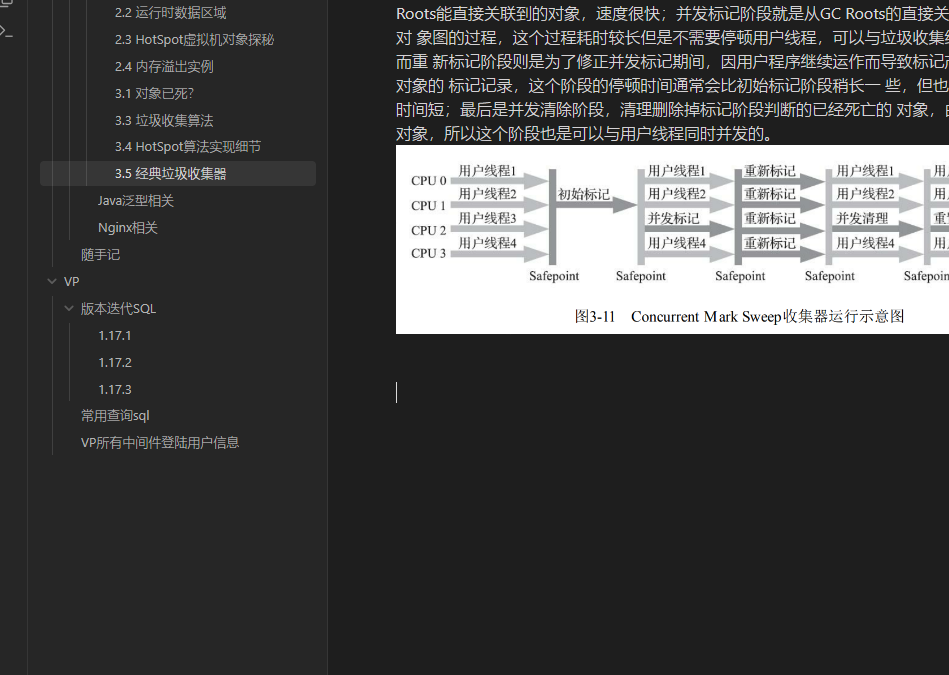 2.2 运行时数据区域
2.3 HotSpot虚拟机对象探秘
2.4 内存溢出实例
3.1 对象已死?
3.3 垃圾收集算法
3.4 HotSpot算法实现细节
3.5 经典垃圾收集器
Java泛型相关
Nginx相关
随手记
VP
版本迭代SQL
1.17.1
1.17.2
1.17.3
常用查询sql
VP所有中间件登陆用户信息
Roots能直接关联到的对象，速度很快；并发标记阶段就是从GC Roots的直接关
对 象图的过程，这个过程耗时较长但是不需要停顿用户线程，可以与垃圾收集
而重 新标记阶段则是为了修正并发标记期间，因用户程序继续运作而导致标记
对象的 标记记录，这个阶段的停顿时间通常会比初始标记阶段稍长一 些，但也
时间短；最后是并发清除阶段，清理删除掉标记阶段判断的已经死亡的 对象，
对象，所以这个阶段也是可以与用户线程同时并发的。
CPU 0 用户线程1 用户线程1 重新标记 用户线程1
CPU 1 用户线程2 初始标记 用户线程2 重新标记 用户线程2
CPU 2 用户线程3 并发标记 重新标记 并发清理
CPU 3 用户线程4 用户线程4 重新标记 用户线程4
Safepoint Safepoint Safepoint Safepoint
图3-11 Concurrent Mark Sweep收集器运行示意图